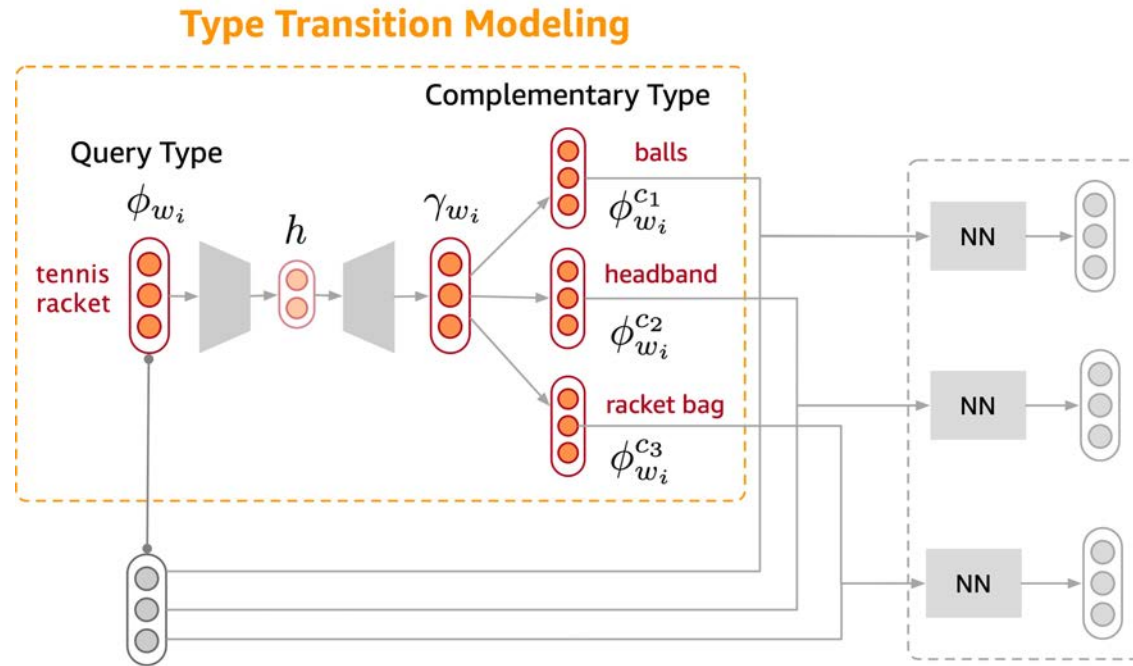 Type Transition Modeling
Complementary Type
Query Type
balls
ϕ_{w_i}
h
γ_{w_i}
ϕ_{w_i}^{c_1}
NN
tennis
racket
headband
ϕ_{w_i}^{c_2}
racket bag
NN
ϕ_{w_i}^{c_3}
NN